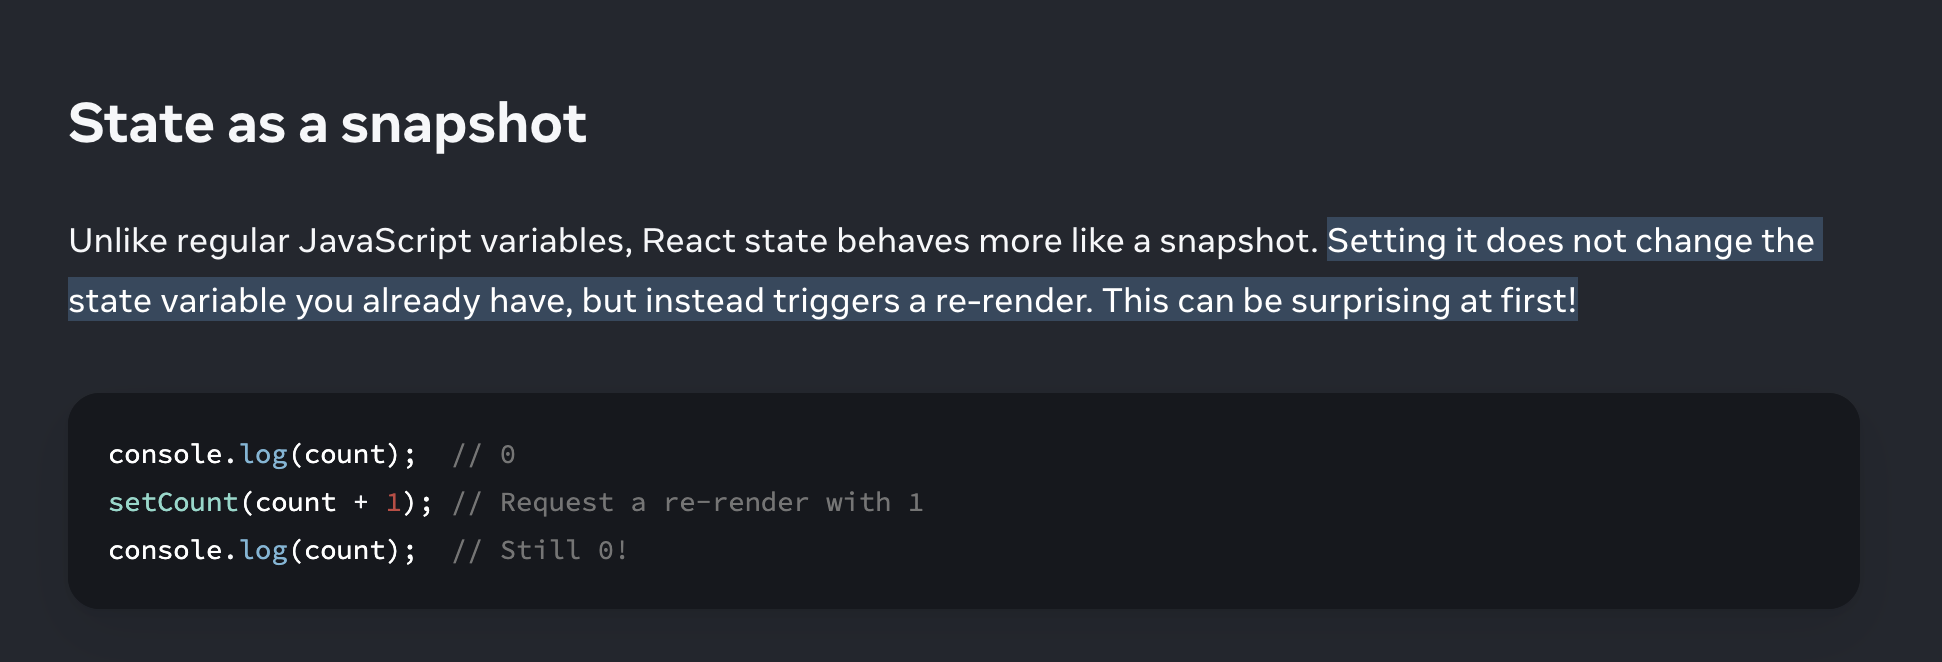 State as a snapshot
Unlike regular JavaScript variables, React state behaves more like a snapshot. Setting it does not change the
state variable you already have, but instead triggers a re-render. This can be surprising at first!
console.log(count);  // 0
setCount(count + 1); // Request a re-render with 1
console.log(count);  // Still 0!